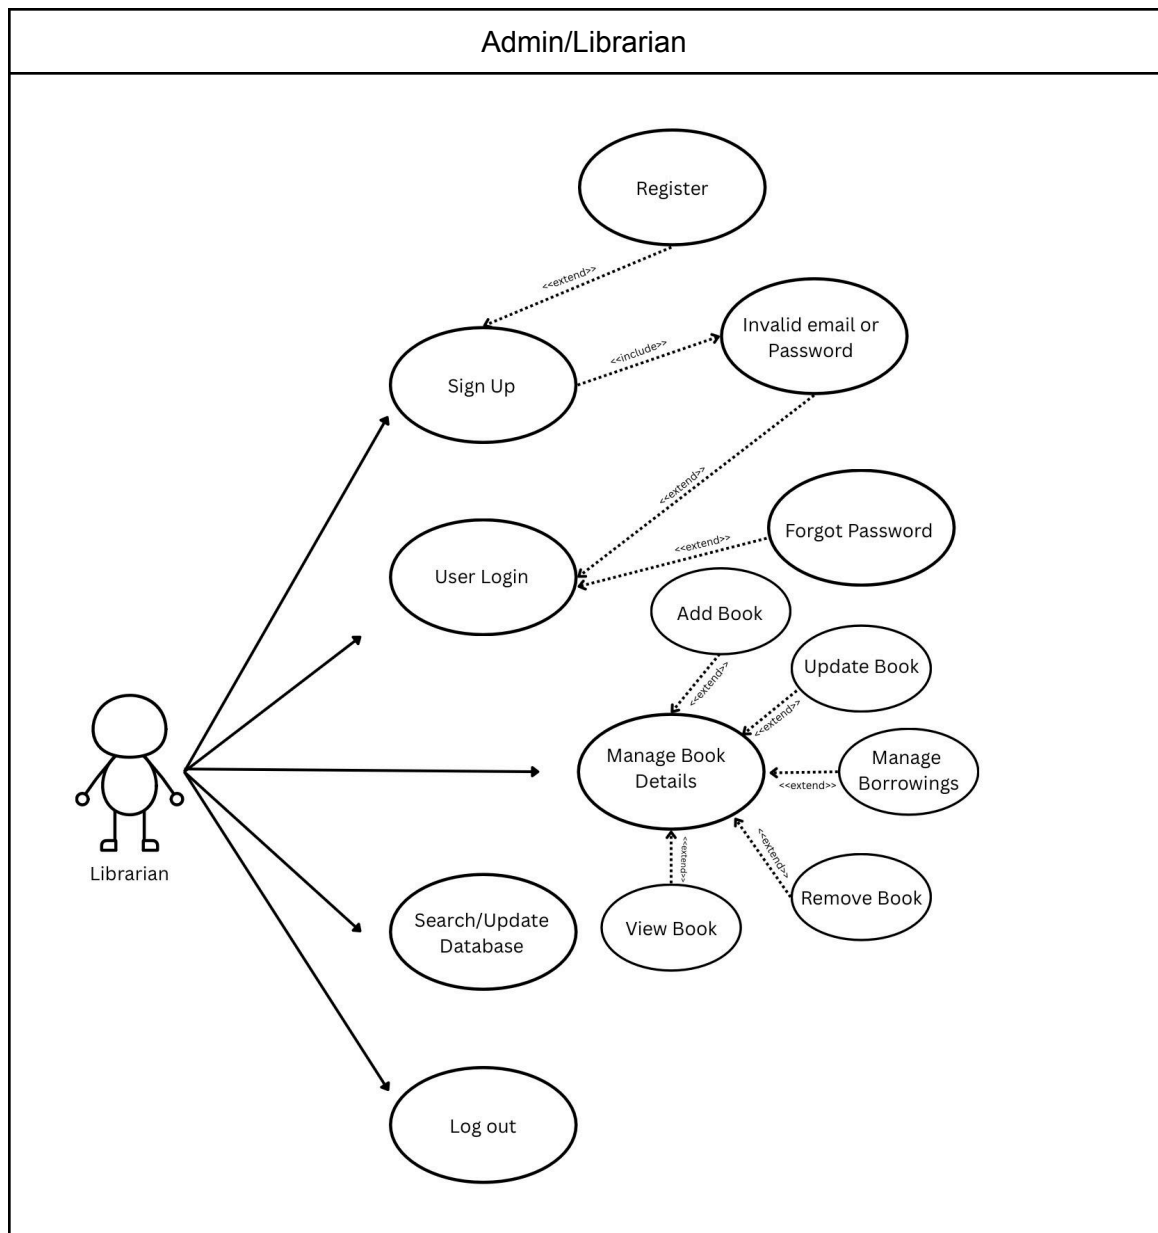 Admin/Librarian
Register
<<extend>>
Sign Up
<<include>>
Invalid email or
Password
<<extend>>
User Login
<<extend>>
Forgot Password
Add Book
<<extend>>
Update Book
<<extend>>
Manage Book
Details
<<extend>>
Manage
Borrowings
<<extend>>
Remove Book
<<extend>>
View Book
Librarian
Search/Update
Database
Log out